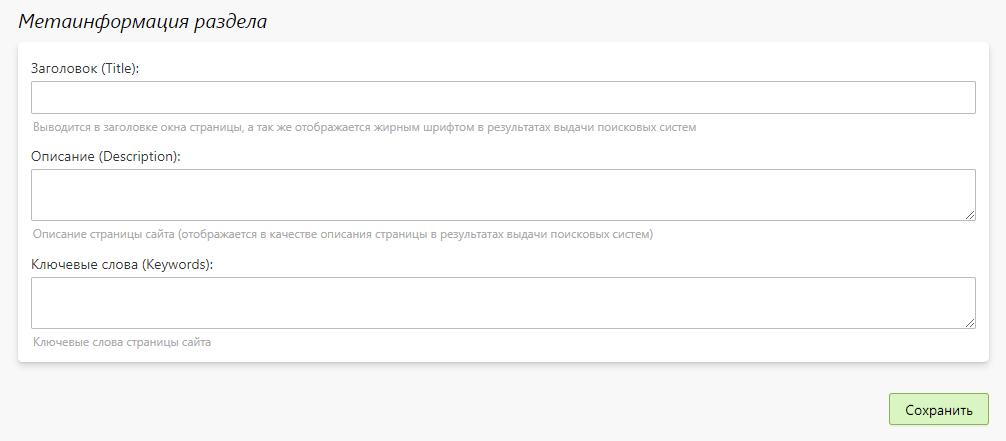 Метаинформация раздела
Заголовок (Title):
Выводится в заголовке окна страницы, а так же отображается жирным шрифтом в результатах выдачи поисковых систем
Описание (Description):
Описание страницы сайта (отображается в качестве описания страницы в результатах выдачи поисковых систем)
Ключевые слова (Keywords):
Ключевые слова страницы сайта
Сохранить